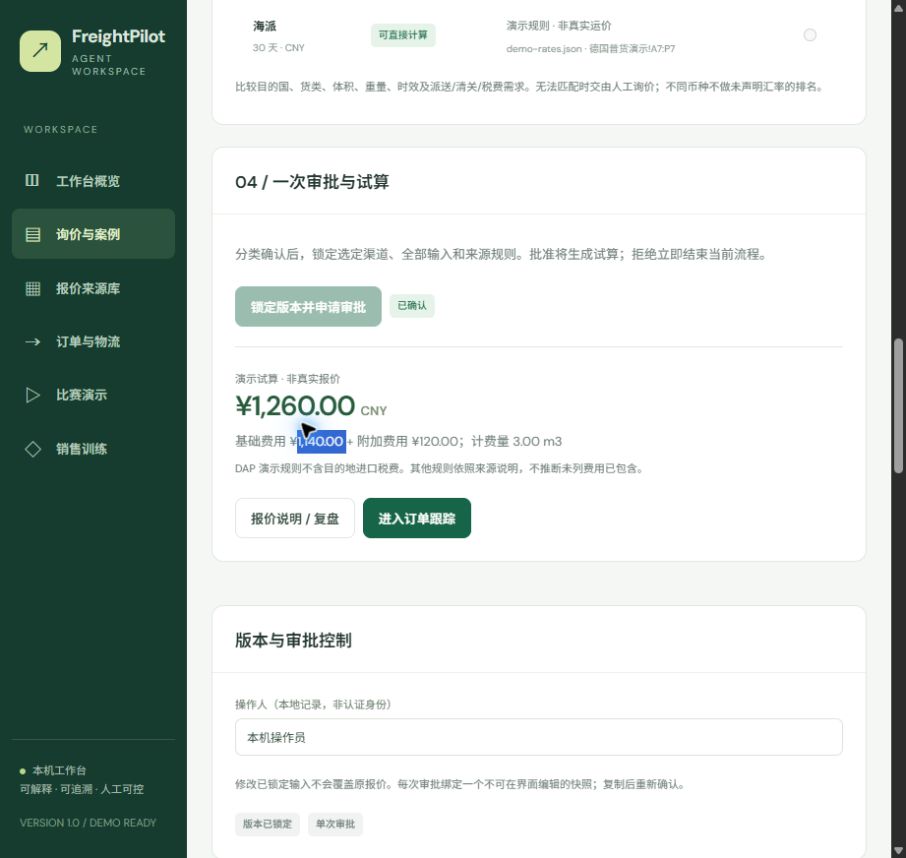 FreightPilot
AGENT
WORKSPACE
WORKSPACE
工作台概览
询价与案例
报价来源库
订单与物流
比赛演示
销售训练
本机工作台
可解释 · 可追溯 · 人工可控
VERSION 1.0 / DEMO READY
海派
30 天 · CNY
可直接计算
演示规则 · 非真实运价
demo-rates.json · 德国普货演示!A7:P7
比较目的国、货类、体积、重量、时效及派送/清关/税费需求。无法匹配时交由人工询价；不同币种不做未声明汇率的排名。
04 / 一次审批与试算
分类确认后，锁定选定渠道、全部输入和来源规则。批准将生成试算；拒绝立即结束当前流程。
锁定版本并申请审批
已确认
演示试算 · 非真实报价
¥1,260.00 CNY
基础费用 ¥1,140.00 + 附加费用 ¥120.00；计费量 3.00 m3
DAP 演示规则不含目的地进口税费。其他规则依照来源说明，不推断未列费用已包含。
报价说明 / 复盘
进入订单跟踪
版本与审批控制
操作人（本地记录，非认证身份）
本机操作员
修改已锁定输入不会覆盖原报价。每次审批绑定一个不可在界面编辑的快照；复制后重新确认。
版本已锁定
单次审批